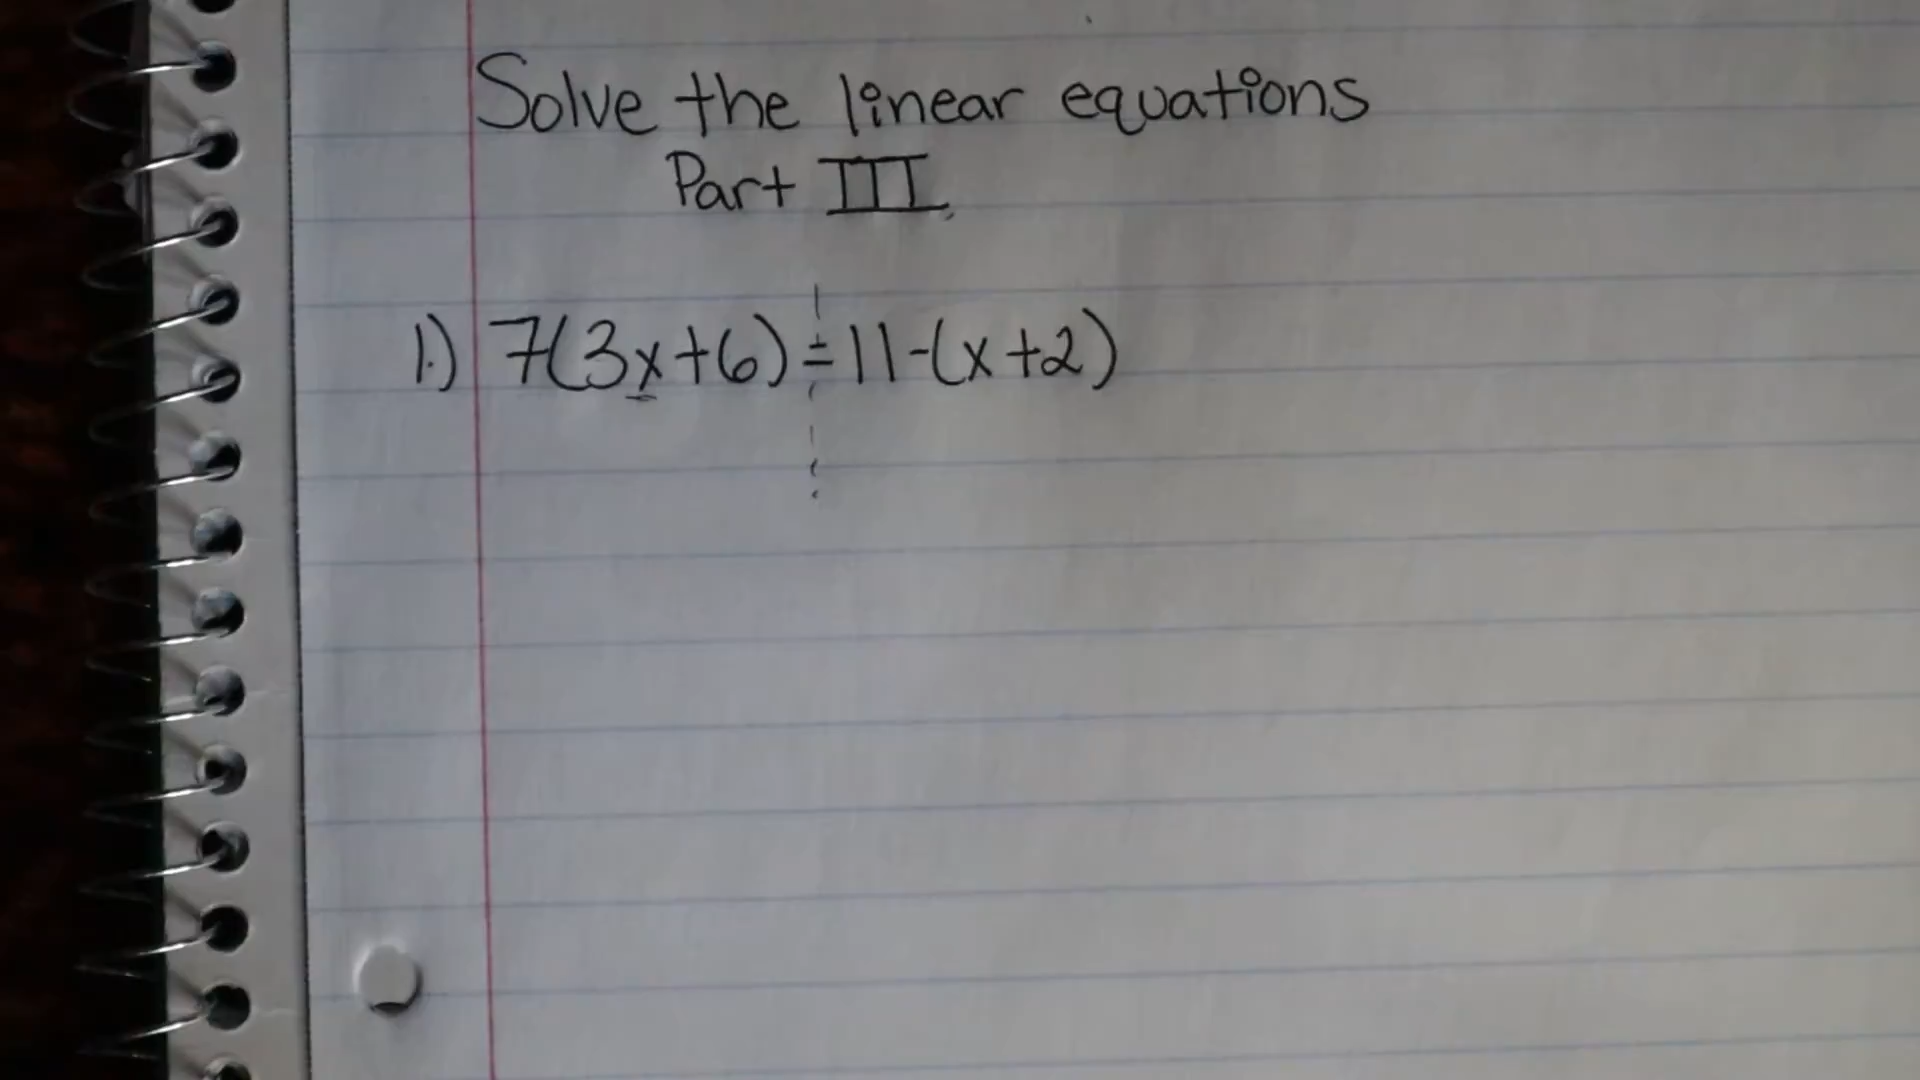 Solve the linear equations
Part III
1.) 7(3x+6)=11-(x+2)